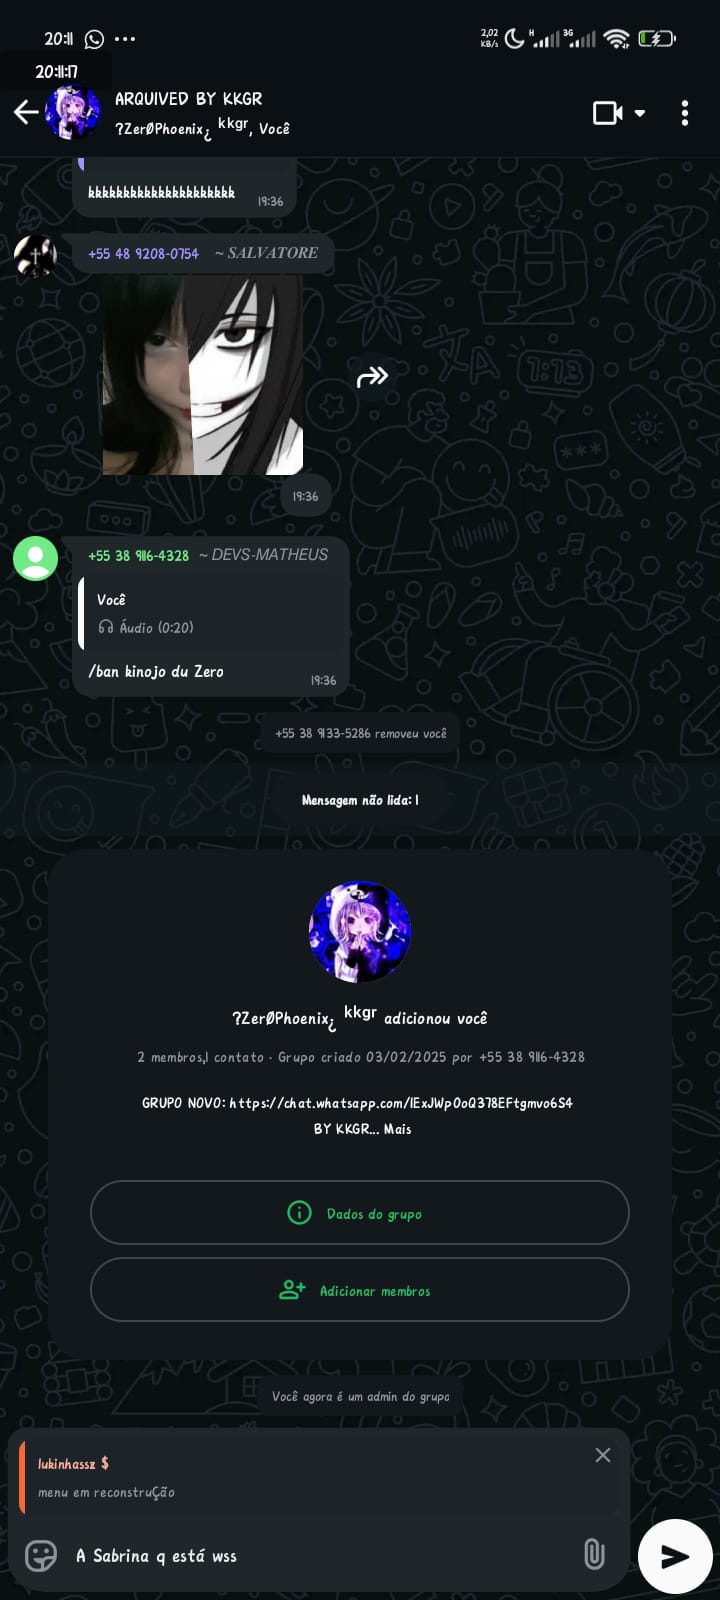 20:11
2,02
KB/s
H
3G
20:11:17
ARQUIVED BY KKGR
?ZerØPhoenix¿ ᵏᵏᵍʳ, Você
kkkkkkkkkkkkkkkkkkkkk
19:36
+55 48 9208-0754 ~ SALVATORE
19:36
+55 38 9116-4328 ~ DEVS-MATHEUS
Você
Áudio (0:20)
/ban kinojo du Zero
19:36
+55 38 9133-5286 removeu você
Mensagem não lida: 1
?ZerØPhoenix¿ ᵏᵏᵍʳ adicionou você
2 membros,1 contato · Grupo criado 03/02/2025 por +55 38 9116-4328
GRUPO NOVO: https://chat.whatsapp.com/IExJWpOoQ378EFtgmvo6S4
BY KKGR... Mais
Dados do grupo
Adicionar membros
Você agora é um admin do grupo
lukinhassz $
menu em reconstruÇão
A Sabrina q está wss